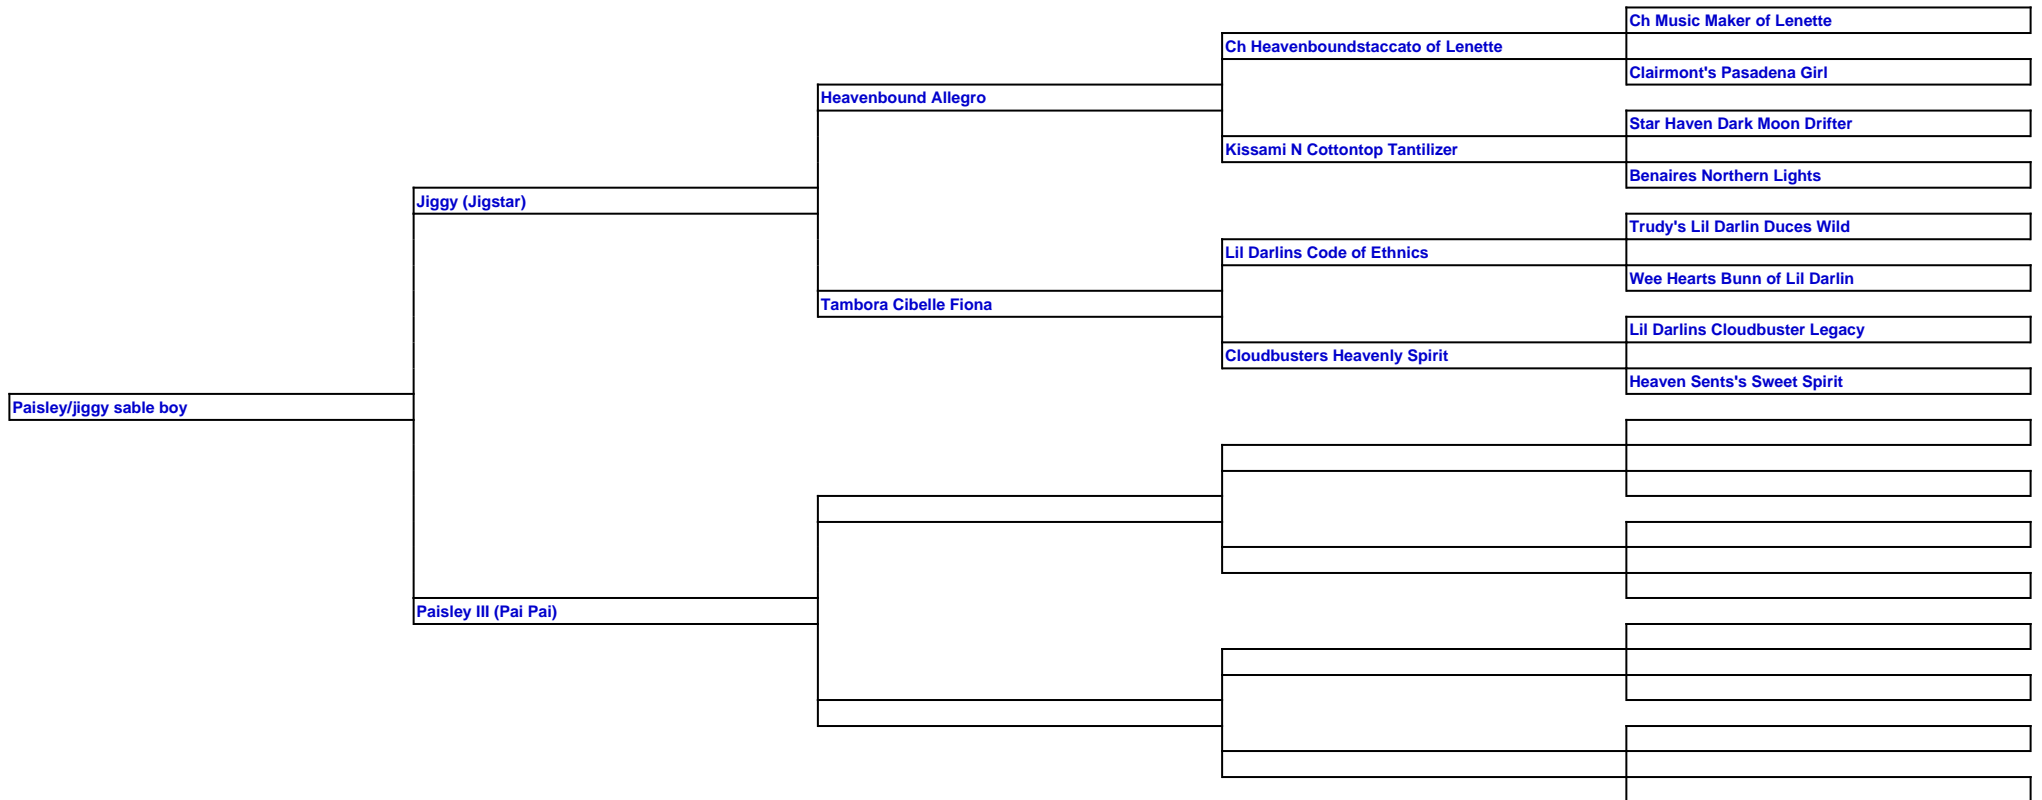 Ch Music Maker of Lenette
Ch Heavenboundstaccato of Lenette
Clairmont's Pasadena Girl
Heavenbound Allegro
Star Haven Dark Moon Drifter
Kissami N Cottontop Tantilizer
Benaires Northern Lights
Jiggy (Jigstar)
Trudy's Lil Darlin Duces Wild
Lil Darlins Code of Ethnics
Wee Hearts Bunn of Lil Darlin
Tambora Cibelle Fiona
Lil Darlins Cloudbuster Legacy
Cloudbusters Heavenly Spirit
Heaven Sents's Sweet Spirit
Paisley/jiggy sable boy
Paisley III (Pai Pai)